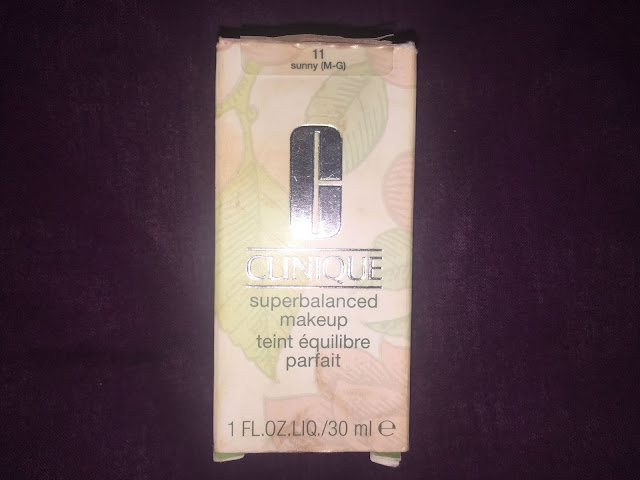 11
sunny (M-G)
CLINIQUE
superbalanced
makeup
teint équilibre
parfait
1 FL.OZ.LIQ./30 ml ℮